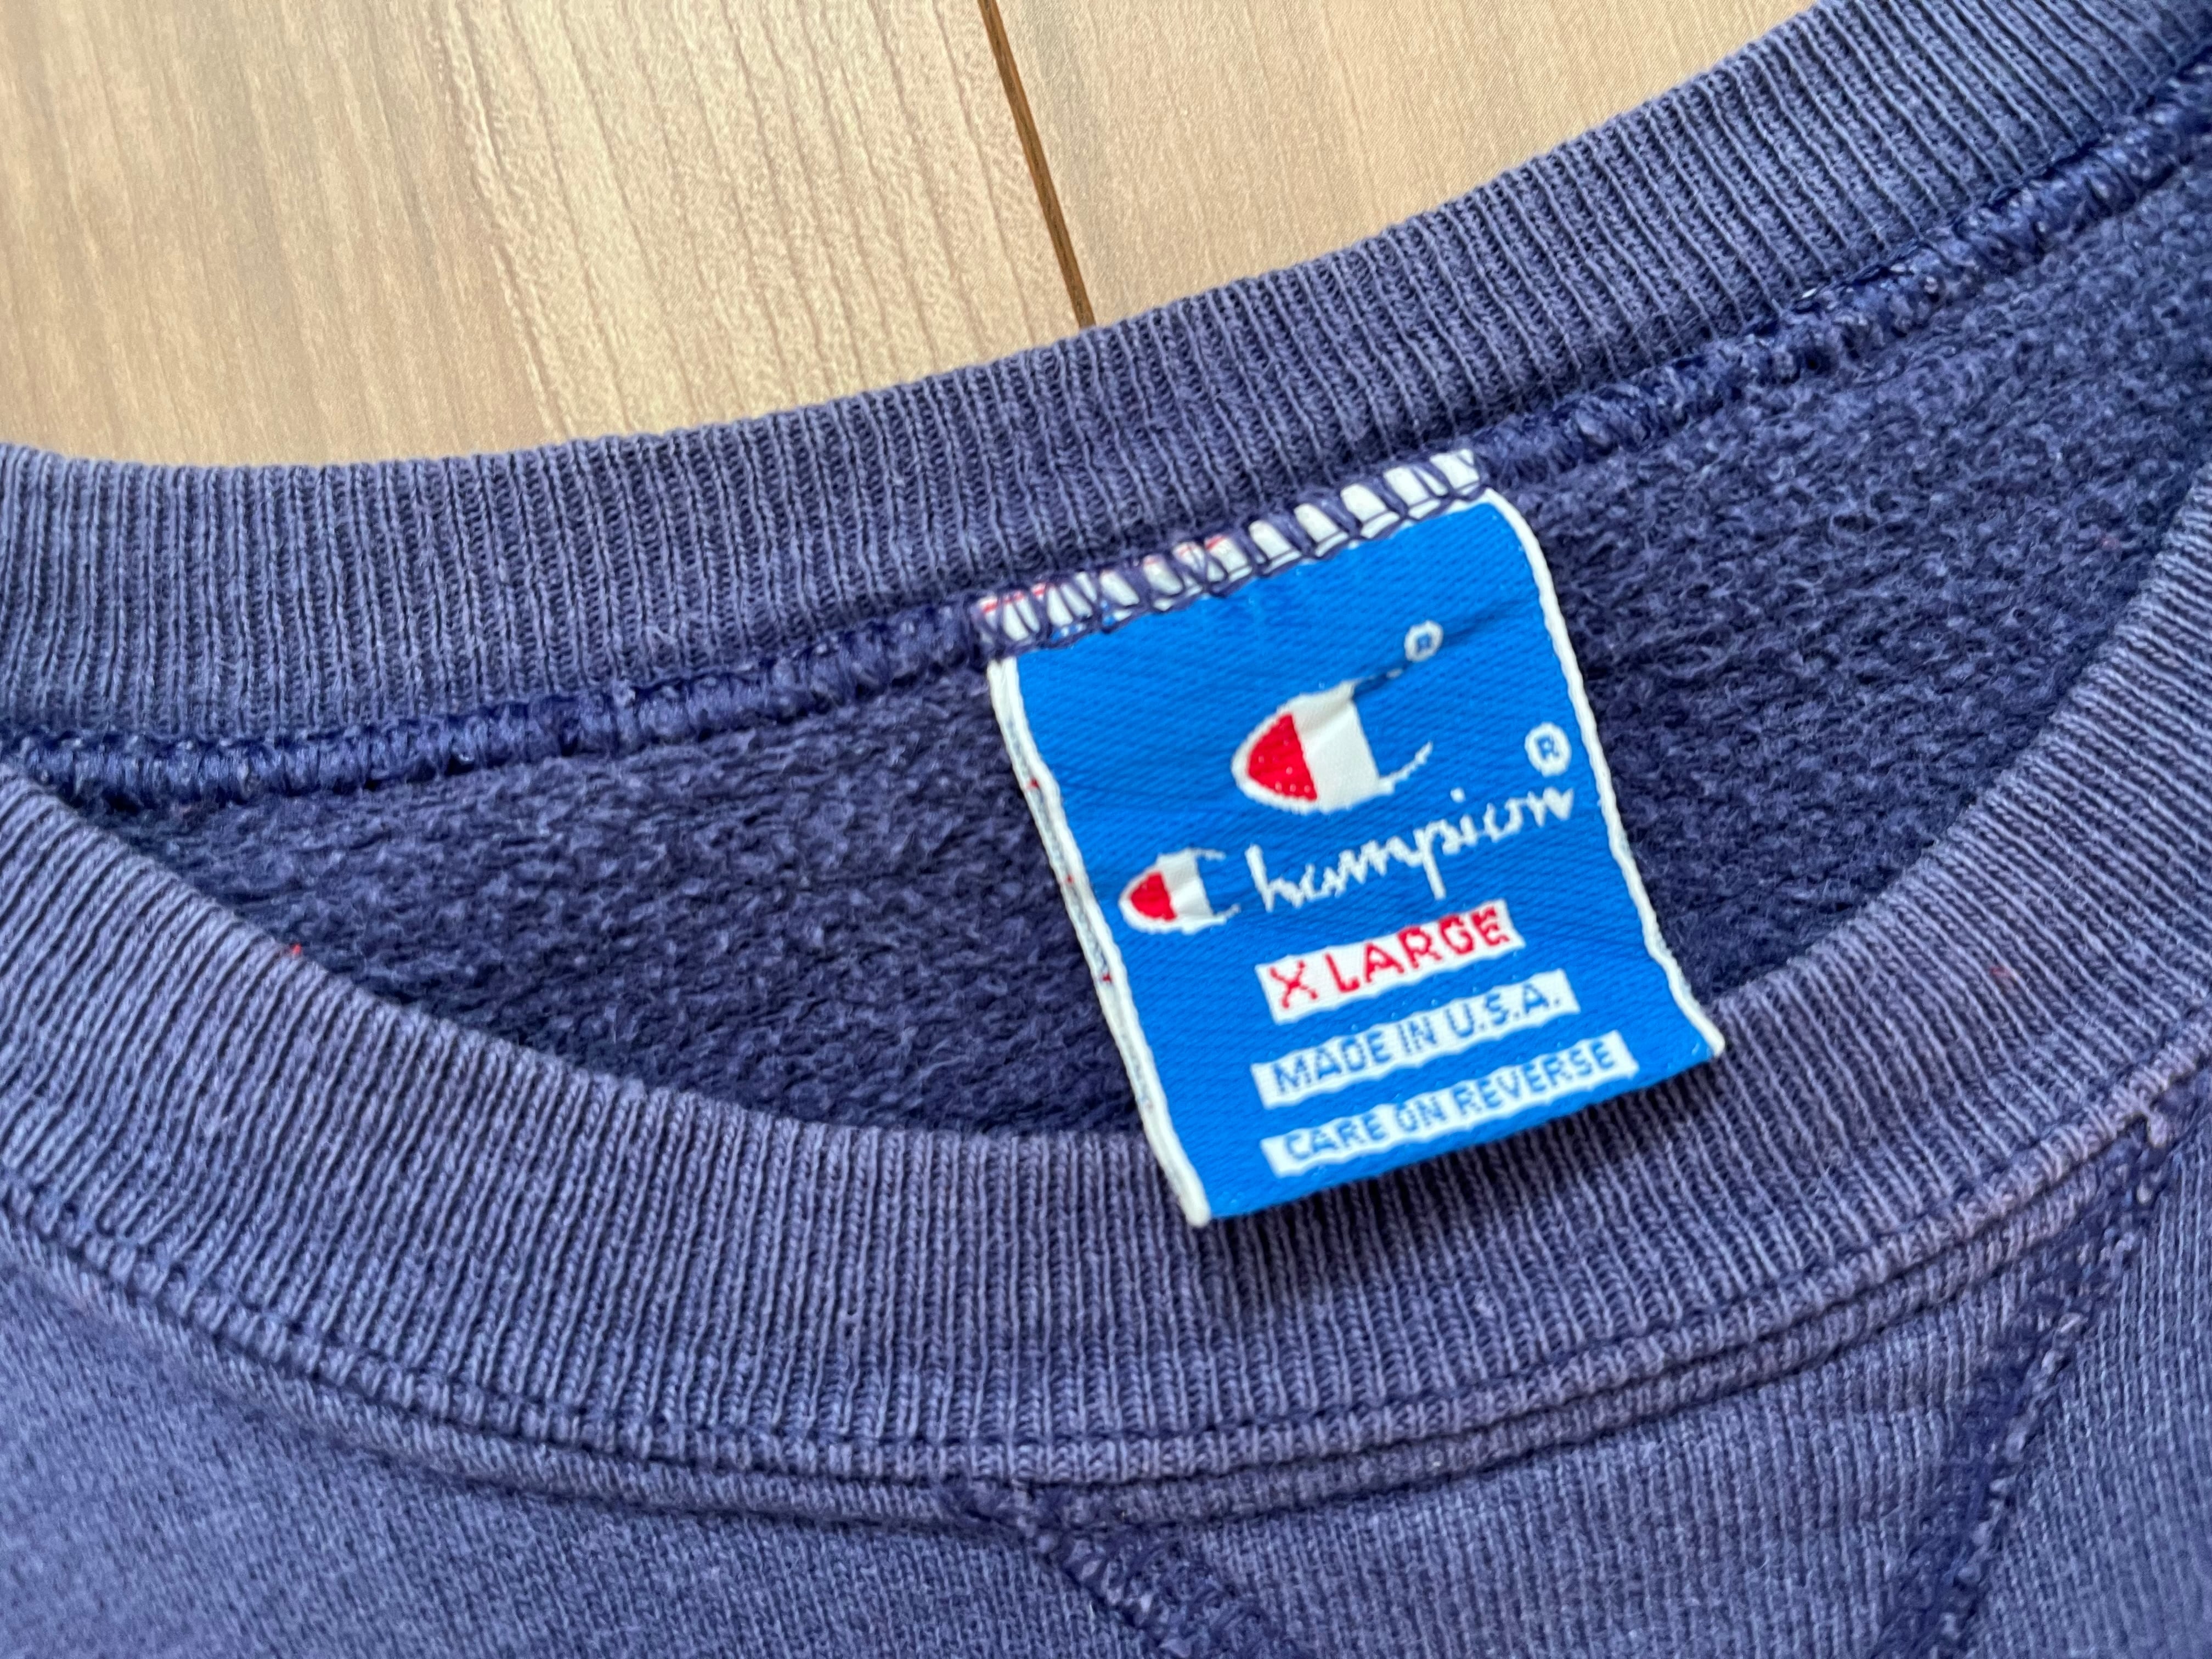 ®
Champion®
X LARGE
MADE IN U.S.A.
CARE ON REVERSE